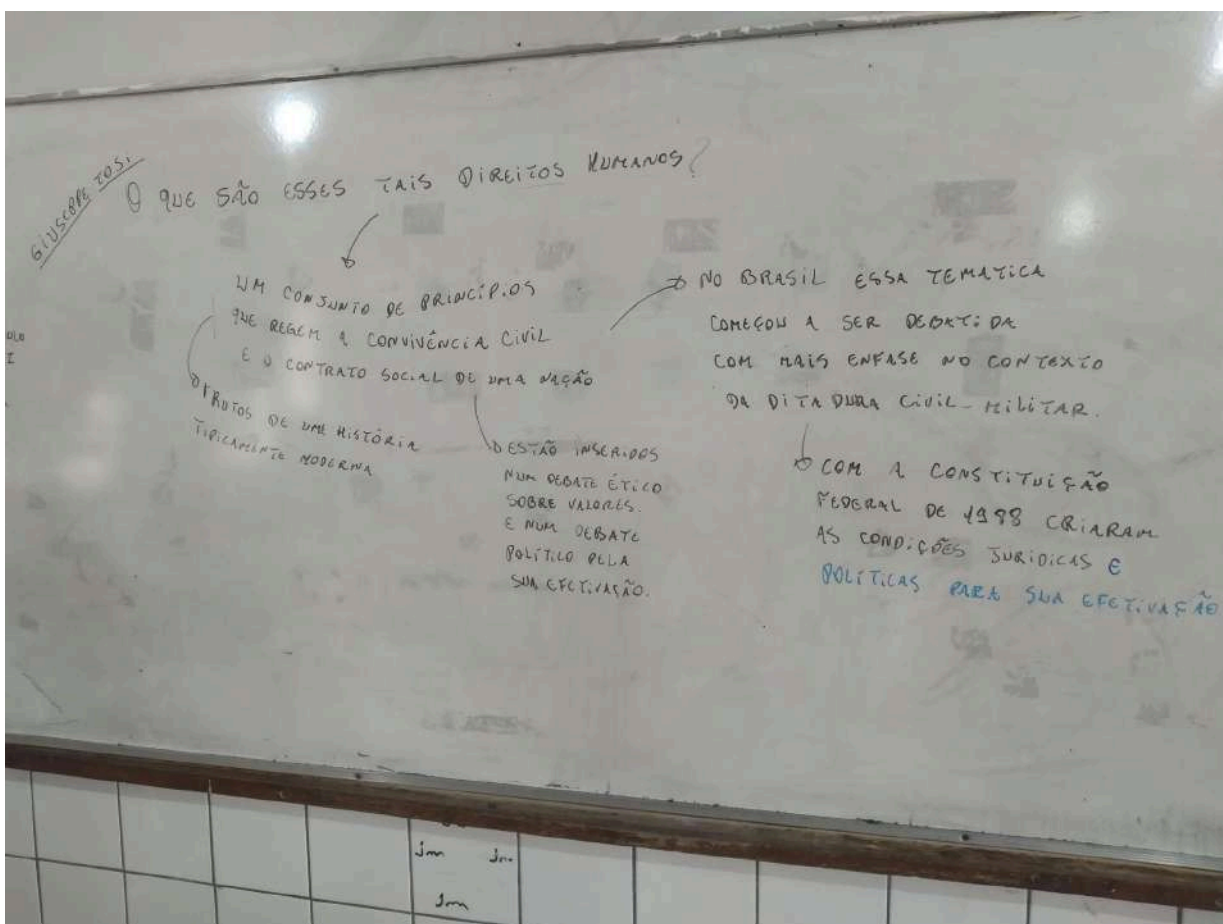 GIUSCEPPE TOSI
O QUE SÃO ESSES TAIS DIREITOS HUMANOS?
UM CONJUNTO DE PRINCÍPIOS
QUE REGEM A CONVIVÊNCIA CIVIL
E O CONTRATO SOCIAL DE UMA NAÇÃO
FRUTOS DE UMA HISTÓRIA
TIPICAMENTE MODERNA
ESTÃO INSERIDOS
NUM DEBATE ÉTICO
SOBRE VALORES.
E NUM DEBATE
POLÍTICO PELA
SUA EFETIVAÇÃO.
NO BRASIL ESSA TEMATICA
COMEÇOU A SER DEBATIDA
COM MAIS ENFASE NO CONTEXTO
DA DITADURA CIVIL-MILITAR.
COM A CONSTITUIÇÃO
FEDERAL DE 1988 CRIARAM
AS CONDIÇÕES JURIDICAS E
POLÍTICAS PARA SUA EFETIVAÇÃO